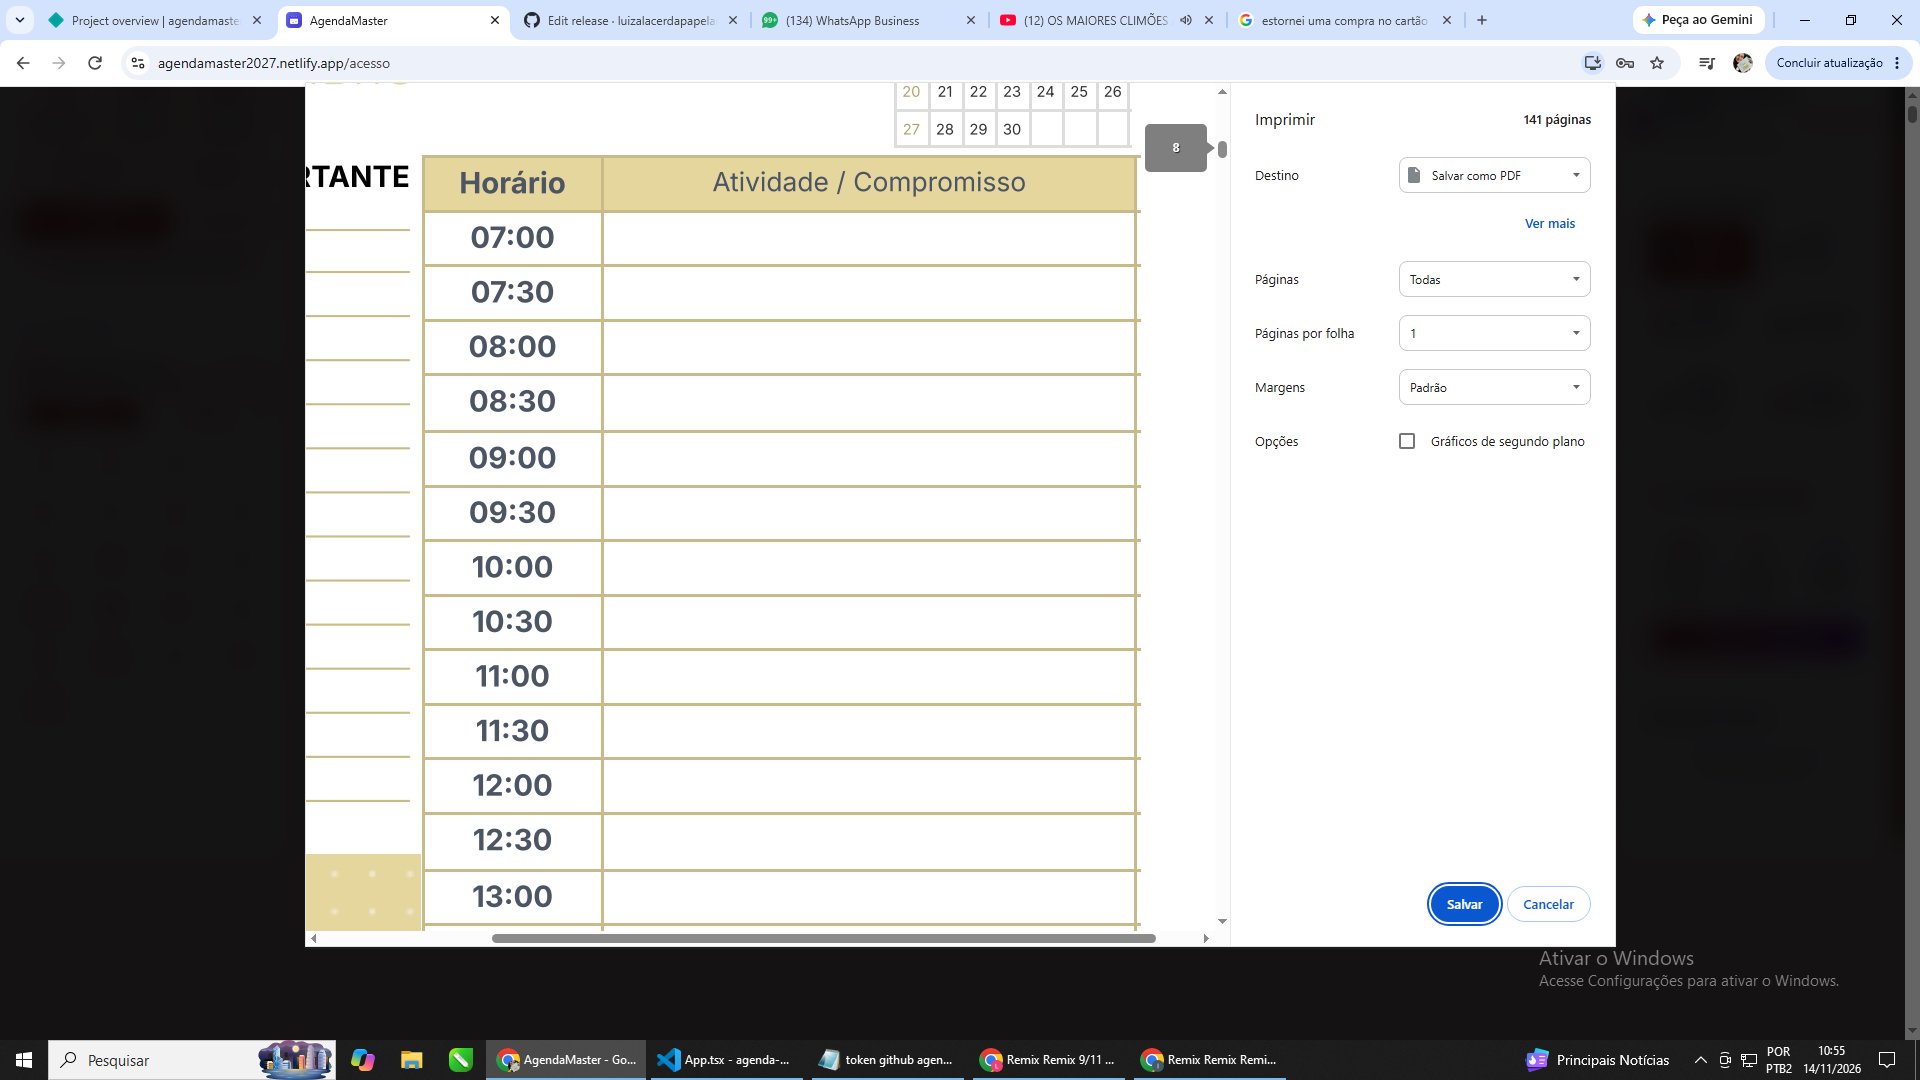 Project overview | agendamaste
AgendaMaster
Edit release · luizalacerdapapela
99+
(134) WhatsApp Business
(12) OS MAIORES CLIMÕES
estornei uma compra no cartão
Peça ao Gemini
agendamaster2027.netlify.app/acesso
Concluir atualização
20 21 22 23 24 25 26
27 28 29 30
8
RTANTE
Horário
Atividade / Compromisso
07:00
07:30
08:00
08:30
09:00
09:30
10:00
10:30
11:00
11:30
12:00
12:30
13:00
Imprimir
141 páginas
Destino
Salvar como PDF
Ver mais
Páginas
Todas
Páginas por folha
1
Margens
Padrão
Opções
Gráficos de segundo plano
Salvar
Cancelar
Ativar o Windows
Acesse Configurações para ativar o Windows.
Pesquisar
AgendaMaster - Go...
App.tsx - agenda-...
token github agen...
Remix Remix 9/11 ...
Remix Remix Remi...
Principais Notícias
POR
PTB2
10:55
14/11/2026